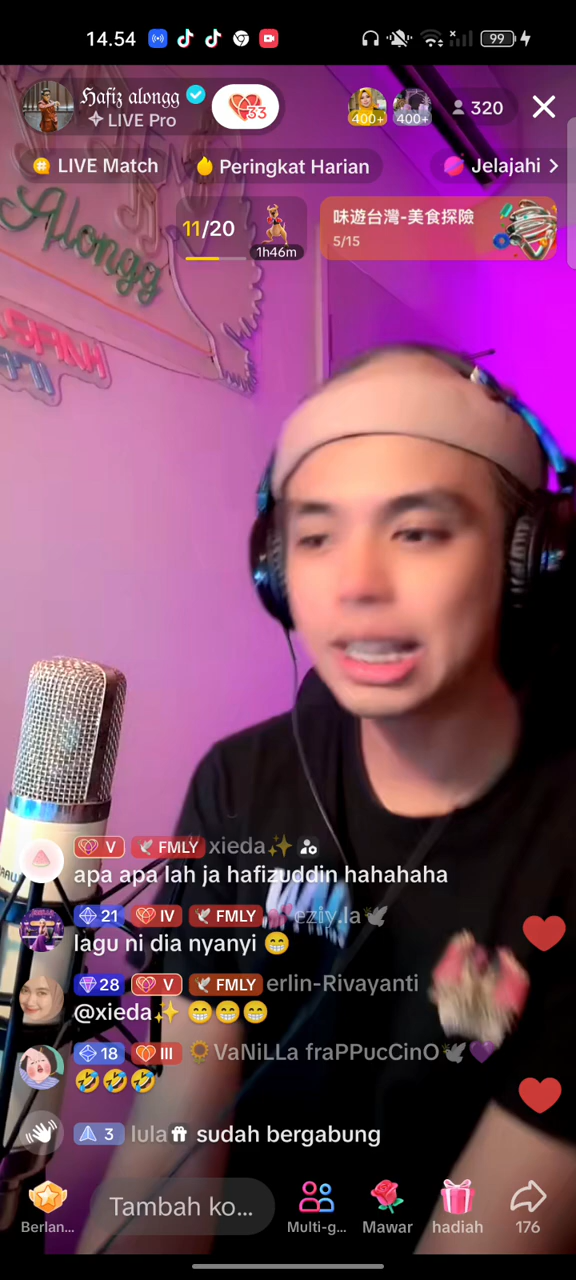 14.54
99
Hafiz alongg
LIVE Pro
33
400+
400+
320
LIVE Match
Peringkat Harian
Jelajahi
11/20
1h46m
味遊台灣-美食探險
5/15
Alongg
V FMLY xieda✨
apa apa lah ja hafizuddin hahahaha
21 IV FMLY 💕eziy.la🕊
lagu ni dia nyanyi 😁
28 V FMLY erlin-Rivayanti
@xieda✨ 😁😁😁
18 III 🌻VaNiLLa fraPPucCinO🕊💜
🤣🤣🤣
3 lula sudah bergabung
Berlan...
Tambah ko...
Multi-g...
Mawar
hadiah
176